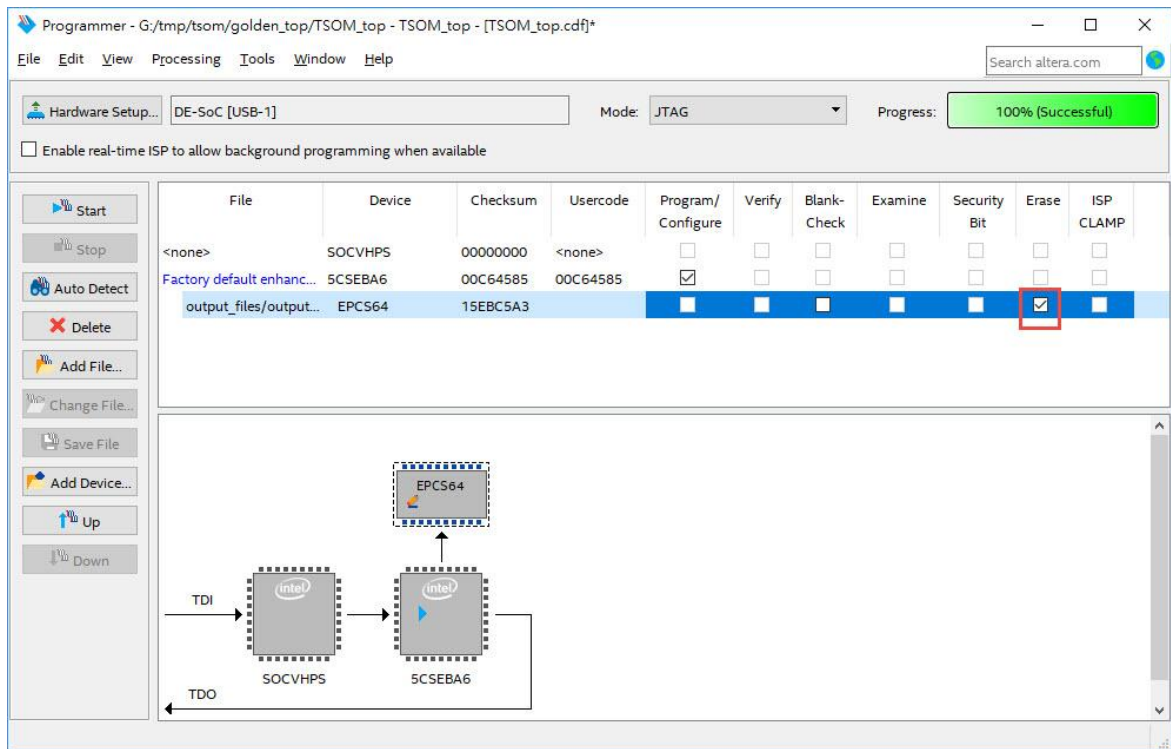 Programmer - G:/tmp/tsom/golden_top/TSOM_top - TSOM_top - [TSOM_top.cdf]*
File Edit View Processing Tools Window Help
Search altera.com
Hardware Setup... DE-SoC [USB-1] Mode: JTAG Progress: 100% (Successful)
Enable real-time ISP to allow background programming when available
Start
Stop
Auto Detect
Delete
Add File...
Change File...
Save File
Add Device...
Up
Down
File Device Checksum Usercode Program/ Verify Blank- Examine Security Erase ISP
Configure Check Bit CLAMP
<none> SOCVHPS 00000000 <none>
Factory default enhanc... 5CSEBA6 00C64585 00C64585
output_files/output... EPCS64 15EBC5A3
EPCS64
intel intel
TDI
SOCVHPS 5CSEBA6
TDO